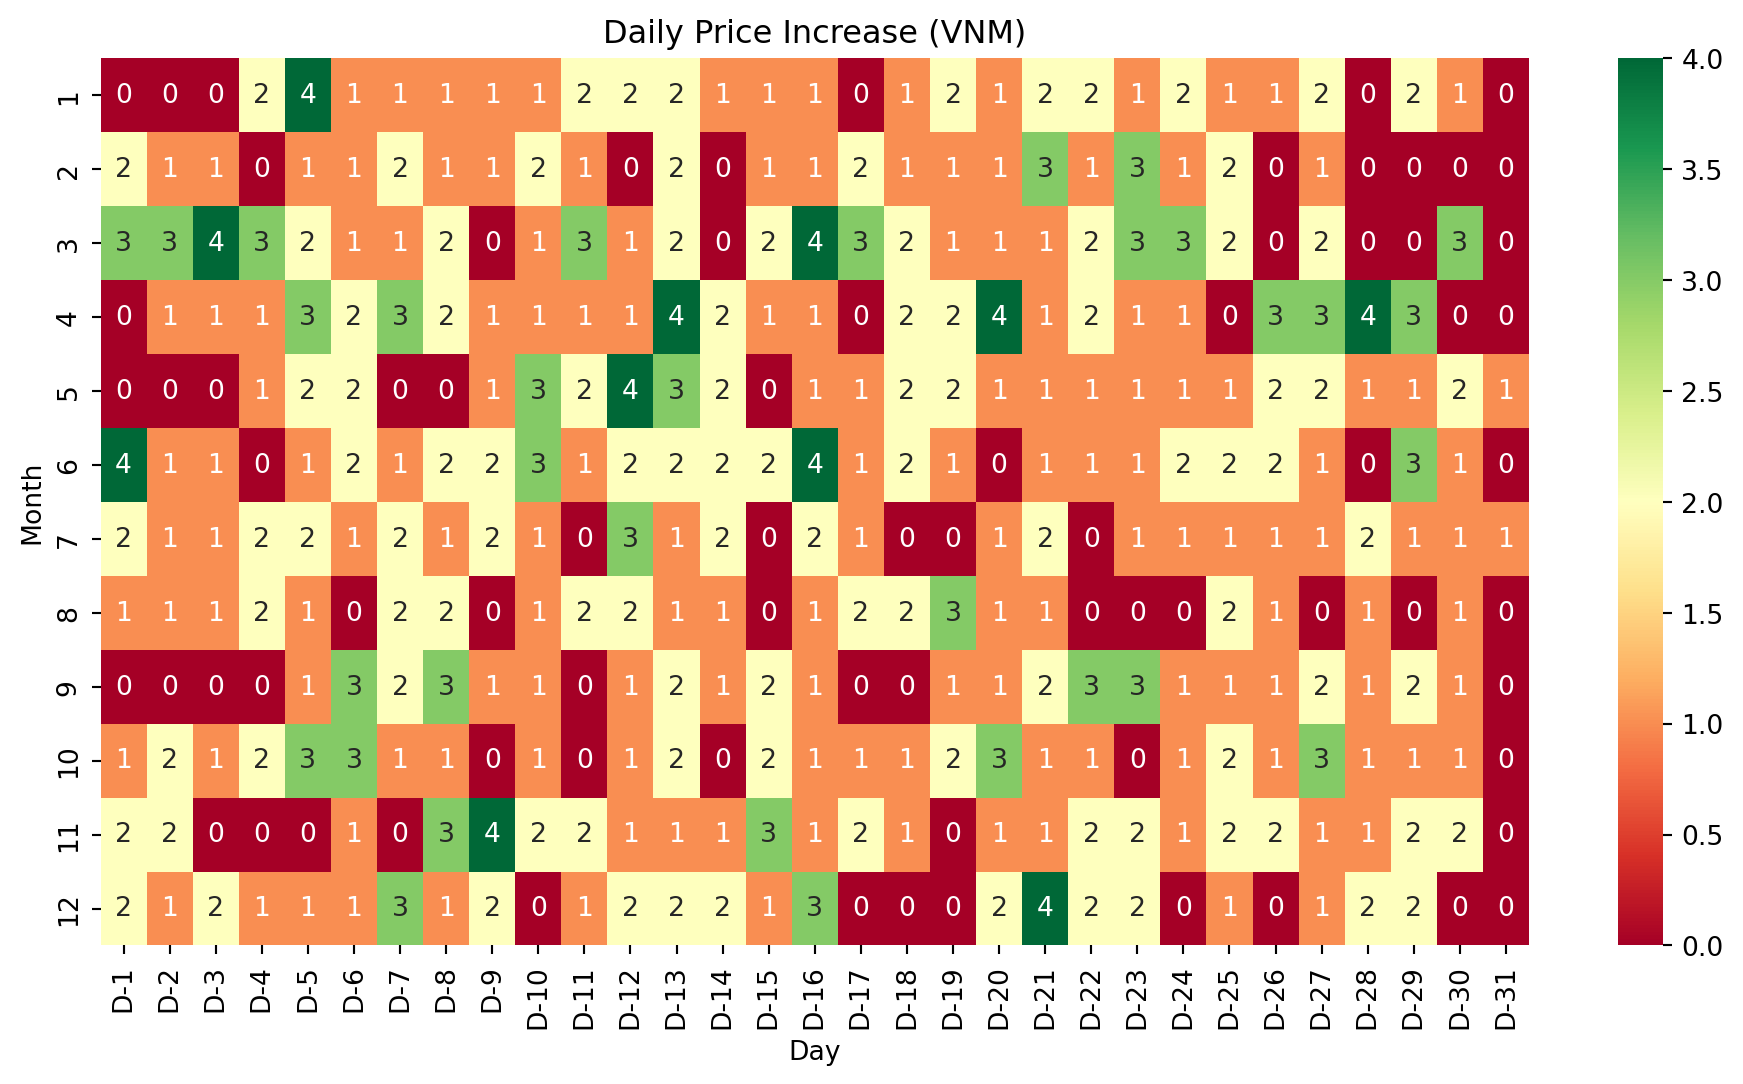 Daily Price Increase (VNM)
1 0 0 0 2 4 1 1 1 1 1 2 2 2 1 1 1 0 1 2 1 2 2 1 2 1 1 2 0 2 1 0
2 2 1 1 0 1 1 2 1 1 2 1 0 2 0 1 1 2 1 1 1 3 1 3 1 2 0 1 0 0 0 0
3 3 3 4 3 2 1 1 2 0 1 3 1 2 0 2 4 3 2 1 1 1 2 3 3 2 0 2 0 0 3 0
4 0 1 1 1 3 2 3 2 1 1 1 1 4 2 1 1 0 2 2 4 1 2 1 1 0 3 3 4 3 0 0
5 0 0 0 1 2 2 0 0 1 3 2 4 3 2 0 1 1 2 2 1 1 1 1 1 1 2 2 1 1 2 1
6 4 1 1 0 1 2 1 2 2 3 1 2 2 2 2 4 1 2 1 0 1 1 1 2 2 2 1 0 3 1 0
7 2 1 1 2 2 1 2 1 2 1 0 3 1 2 0 2 1 0 0 1 2 0 1 1 1 1 1 2 1 1 1
8 1 1 1 2 1 0 2 2 0 1 2 2 1 1 0 1 2 2 3 1 1 0 0 0 2 1 0 1 0 1 0
9 0 0 0 0 1 3 2 3 1 1 0 1 2 1 2 1 0 0 1 1 2 3 3 1 1 1 2 1 2 1 0
10 1 2 1 2 3 3 1 1 0 1 0 1 2 0 2 1 1 1 2 3 1 1 0 1 2 1 3 1 1 1 0
11 2 2 0 0 0 1 0 3 4 2 2 1 1 1 3 1 2 1 0 1 1 2 2 1 2 2 1 1 2 2 0
12 2 1 2 1 1 1 3 1 2 0 1 2 2 2 1 3 0 0 0 2 4 2 2 0 1 0 1 2 2 0 0
Month
D-1 D-2 D-3 D-4 D-5 D-6 D-7 D-8 D-9 D-10 D-11 D-12 D-13 D-14 D-15 D-16 D-17 D-18 D-19 D-20 D-21 D-22 D-23 D-24 D-25 D-26 D-27 D-28 D-29 D-30 D-31
Day
4.0
3.5
3.0
2.5
2.0
1.5
1.0
0.5
0.0